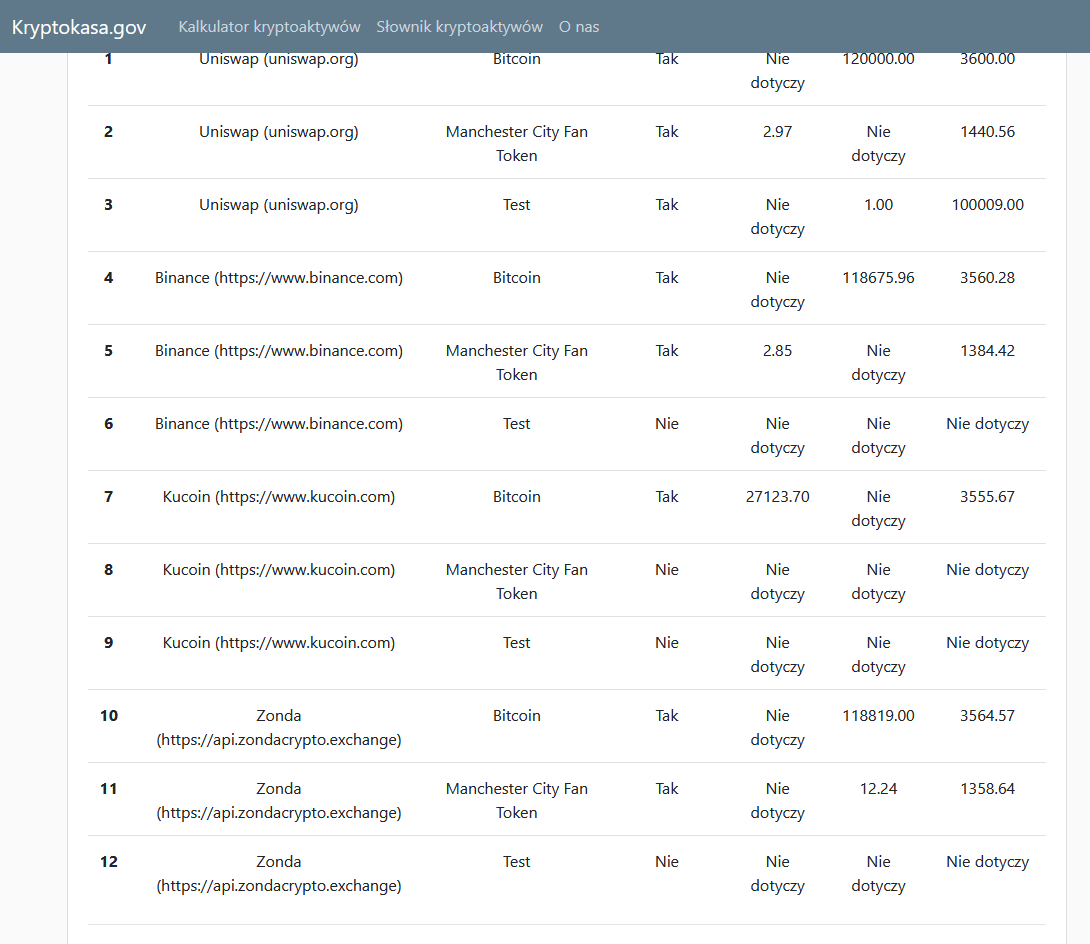 Kryptokasa.gov Kalkulator kryptoaktywów Słownik kryptoaktywów O nas
1 Uniswap (uniswap.org) Bitcoin Tak Nie 120000.00 3600.00
dotyczy
2 Uniswap (uniswap.org) Manchester City Fan Tak 2.97 Nie 1440.56
Token dotyczy
3 Uniswap (uniswap.org) Test Tak Nie 1.00 100009.00
dotyczy
4 Binance (https://www.binance.com) Bitcoin Tak Nie 118675.96 3560.28
dotyczy
5 Binance (https://www.binance.com) Manchester City Fan Tak 2.85 Nie 1384.42
Token dotyczy
6 Binance (https://www.binance.com) Test Nie Nie Nie Nie dotyczy
dotyczy dotyczy
7 Kucoin (https://www.kucoin.com) Bitcoin Tak 27123.70 Nie 3555.67
dotyczy
8 Kucoin (https://www.kucoin.com) Manchester City Fan Nie Nie Nie Nie dotyczy
Token dotyczy dotyczy
9 Kucoin (https://www.kucoin.com) Test Nie Nie Nie Nie dotyczy
dotyczy dotyczy
10 Zonda Bitcoin Tak Nie 118819.00 3564.57
(https://api.zondacrypto.exchange) dotyczy
11 Zonda Manchester City Fan Tak Nie 12.24 1358.64
(https://api.zondacrypto.exchange) Token dotyczy
12 Zonda Test Nie Nie Nie Nie dotyczy
(https://api.zondacrypto.exchange) dotyczy dotyczy